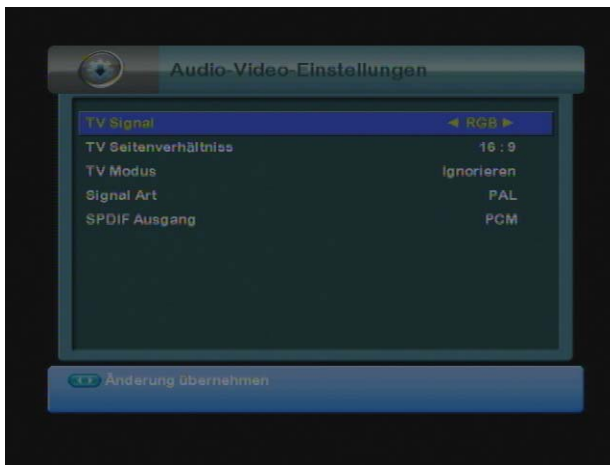 Audio-Video-Einstellungen
TV Signal ◄ RGB ►
TV Seitenverhältniss 16 : 9
TV Modus Ignorieren
Signal Art PAL
SPDIF Ausgang PCM
Änderung übernehmen